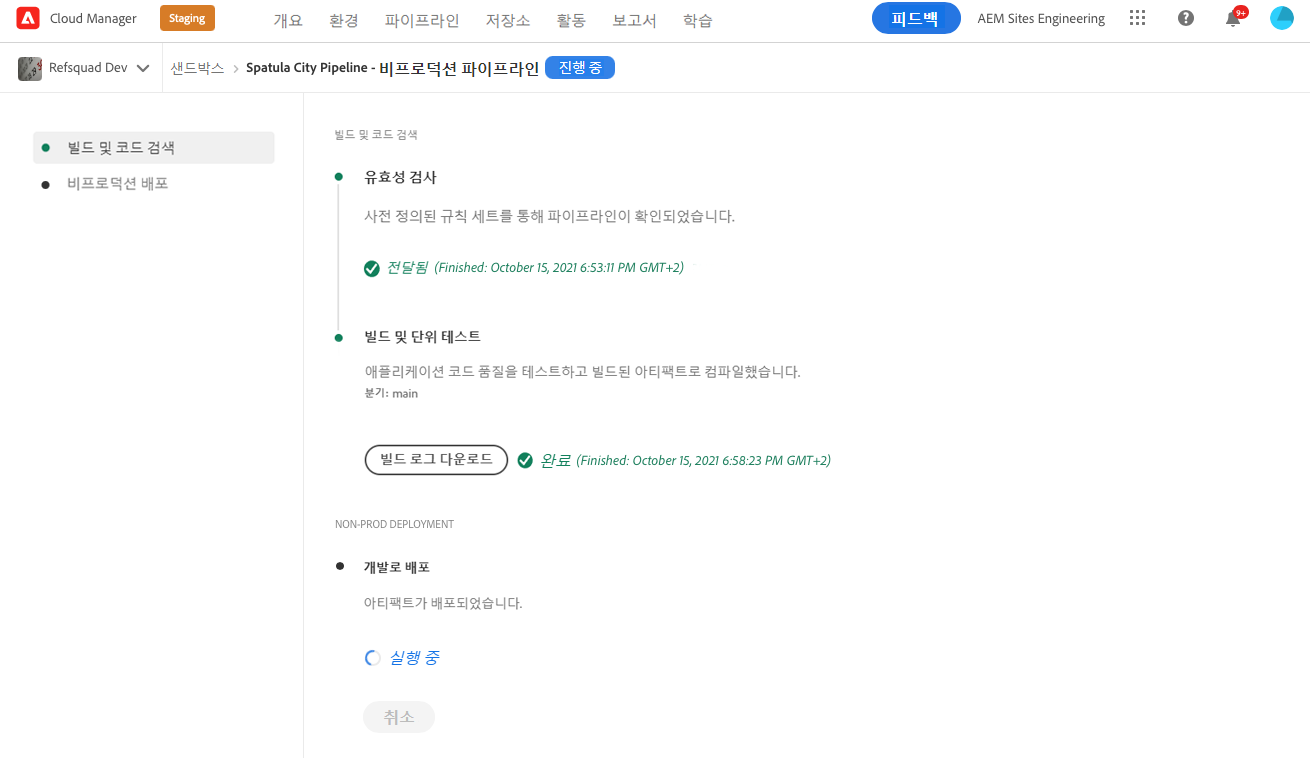 Cloud Manager Staging 개요 환경 파이프라인 저장소 활동 보고서 학습 피드백 AEM Sites Engineering ? 9+
Refsquad Dev 샌드박스 > Spatula City Pipeline - 비프로덕션 파이프라인 진행 중
빌드 및 코드 검색
비프로덕션 배포
빌드 및 코드 검색
유효성 검사
사전 정의된 규칙 세트를 통해 파이프라인이 확인되었습니다.
전달됨 (Finished: October 15, 2021 6:53:11 PM GMT+2)
빌드 및 단위 테스트
애플리케이션 코드 품질을 테스트하고 빌드된 아티팩트로 컴파일했습니다.
분기: main
빌드 로그 다운로드 완료 (Finished: October 15, 2021 6:58:23 PM GMT+2)
NON-PROD DEPLOYMENT
개발로 배포
아티팩트가 배포되었습니다.
실행 중
취소